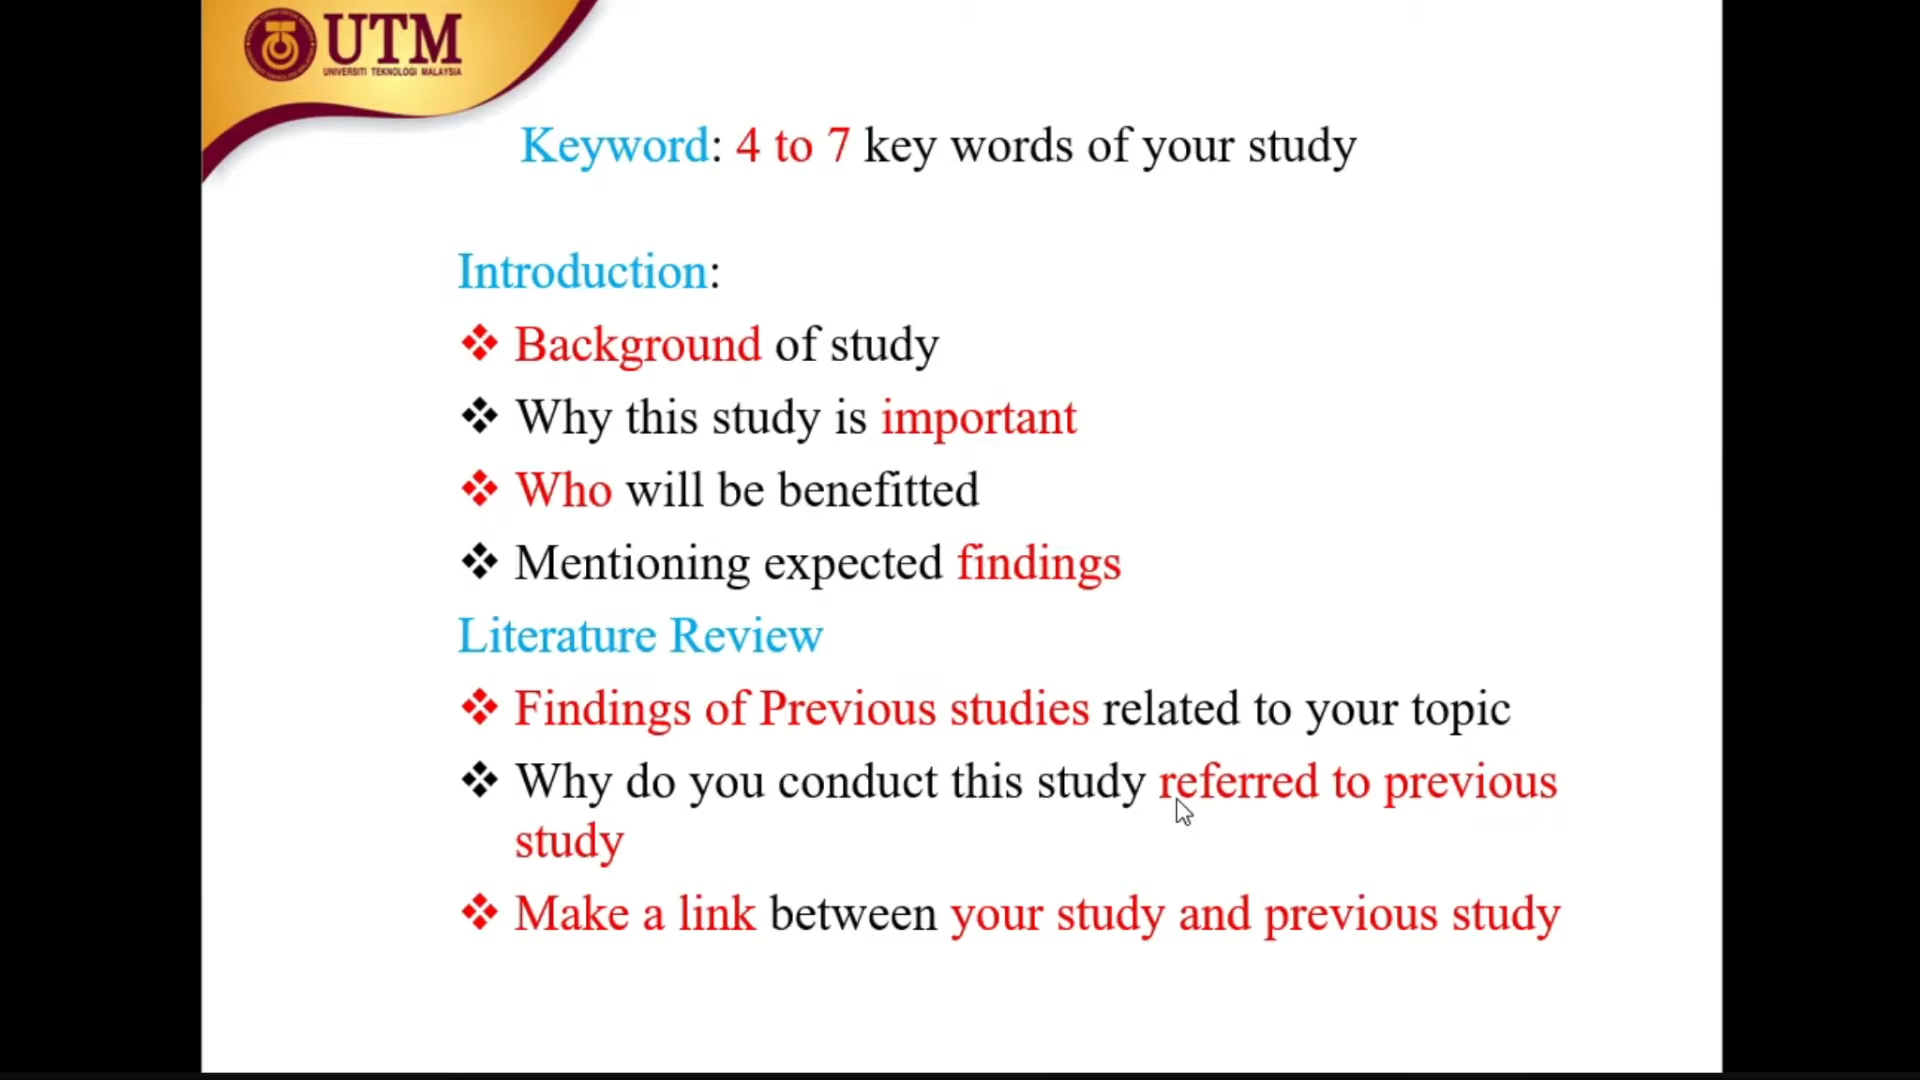 UTM
UNIVERSITI TEKNOLOGI MALAYSIA
Keyword: 4 to 7 key words of your study
Introduction:
Background of study
Why this study is important
Who will be benefitted
Mentioning expected findings
Literature Review
Findings of Previous studies related to your topic
Why do you conduct this study referred to previous
study
Make a link between your study and previous study